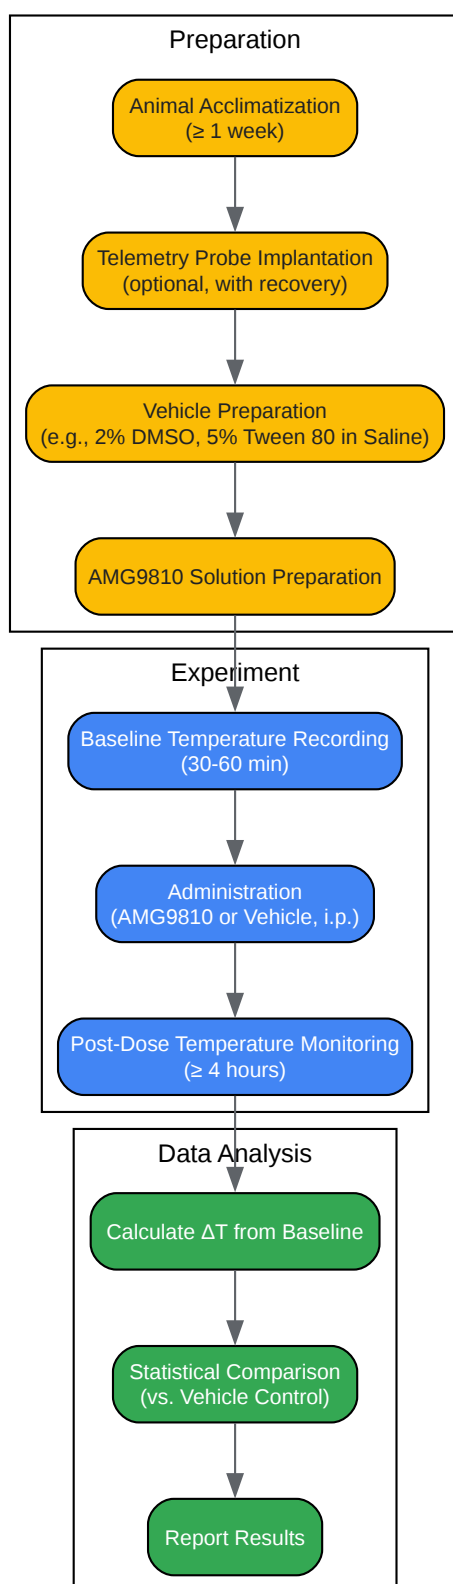 Preparation
Animal Acclimatization
(≥ 1 week)
Telemetry Probe Implantation
(optional, with recovery)
Vehicle Preparation
(e.g., 2% DMSO, 5% Tween 80 in Saline)
AMG9810 Solution Preparation
Experiment
Baseline Temperature Recording
(30-60 min)
Administration
(AMG9810 or Vehicle, i.p.)
Post-Dose Temperature Monitoring
(≥ 4 hours)
Data Analysis
Calculate ΔT from Baseline
Statistical Comparison
(vs. Vehicle Control)
Report Results